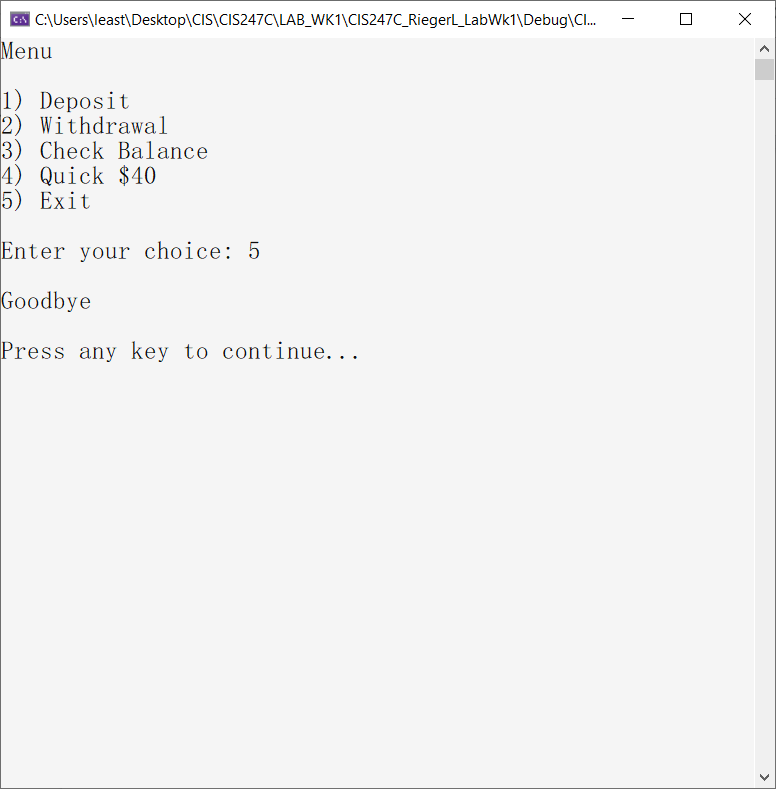 C:\Users\least\Desktop\CIS\CIS247C\LAB_WK1\CIS247C_RiegerL_LabWk1\Debug\CI...
Menu
1) Deposit
2) Withdrawal
3) Check Balance
4) Quick $40
5) Exit
Enter your choice: 5
Goodbye
Press any key to continue...